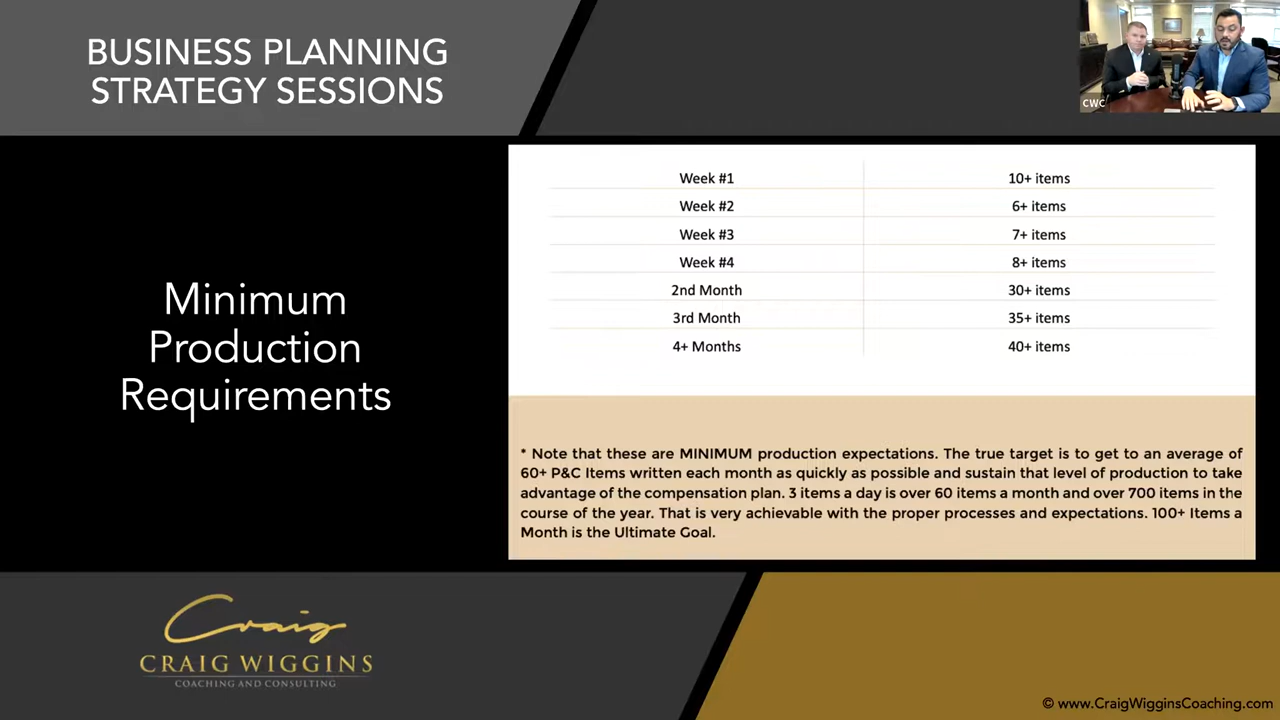 BUSINESS PLANNING
STRATEGY SESSIONS
CWC
Minimum
Production
Requirements
Week #1 10+ items
Week #2 6+ items
Week #3 7+ items
Week #4 8+ items
2nd Month 30+ items
3rd Month 35+ items
4+ Months 40+ items
* Note that these are MINIMUM production expectations. The true target is to get to an average of
60+ P&C Items written each month as quickly as possible and sustain that level of production to take
advantage of the compensation plan. 3 items a day is over 60 items a month and over 700 items in the
course of the year. That is very achievable with the proper processes and expectations. 100+ Items a
Month is the Ultimate Goal.
Craig
CRAIG WIGGINS
COACHING AND CONSULTING
© www.CraigWigginsCoaching.com